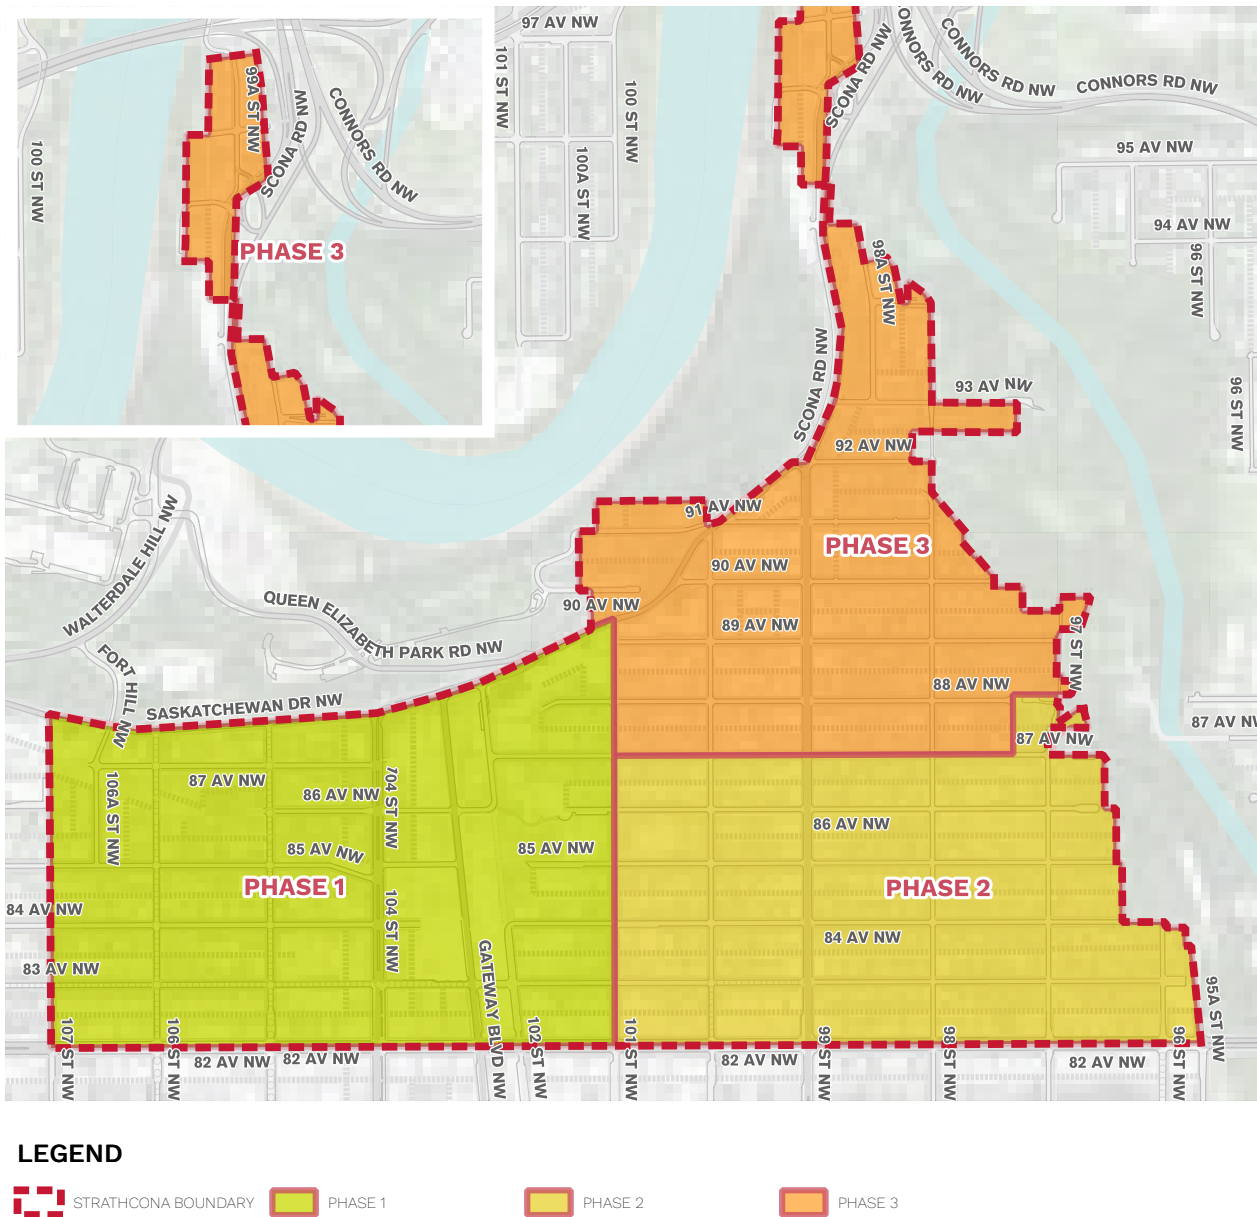 97 AV NW
101 ST NW
100 ST NW
100A ST NW
99A ST NW
SCONA RD NW
CONNORS RD NW
100 ST NW
PHASE 3
SCONA RD NW
CONNORS RD NW
CONNORS RD NW
CONNORS RD NW
95 AV NW
94 AV NW
96 ST NW
96 ST NW
98A ST NW
93 AV NW
SCONA RD NW
92 AV NW
91 AV NW
PHASE 3
90 AV NW
90 AV NW
89 AV NW
88 AV NW
97 ST NW
87 AV NW
87 AV NW
WALTERDALE HILL NW
QUEEN ELIZABETH PARK RD NW
FORT HILL NW
SASKATCHEWAN DR NW
87 AV NW
86 AV NW
704 ST NW
106A ST NW
85 AV NW
85 AV NW
86 AV NW
PHASE 1
PHASE 2
84 AV NW
104 ST NW
84 AV NW
83 AV NW
GATEWAY BLVD NW
95A ST NW
107 ST NW
106 ST NW
102 ST NW
101 ST NW
99 ST NW
98 ST NW
96 ST NW
82 AV NW
82 AV NW
82 AV NW
82 AV NW
LEGEND
STRATHCONA BOUNDARY
PHASE 1
PHASE 2
PHASE 3